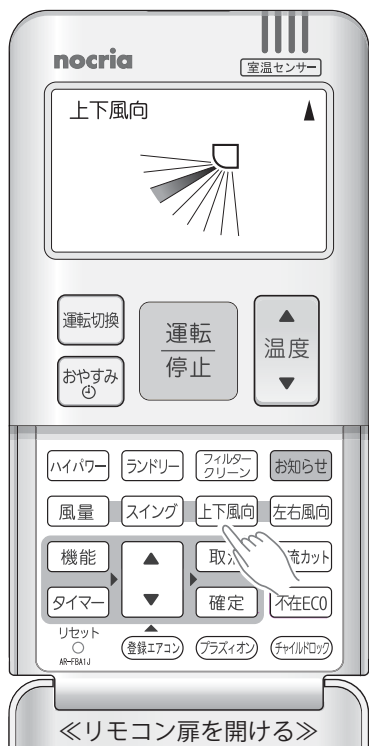 nocria
室温センサー
上下風向
運転切換
運転
停止
温度
おやすみ
ハイパワー
ランドリー
フィルター
クリーン
お知らせ
風量
スイング
上下風向
左右風向
機能
カット
タイマー
確定
不在ECO
リセット
AR-FBA1J
登録エアコン
プラズィオン
チャイルドロック
≪リモコン扉を開ける≫